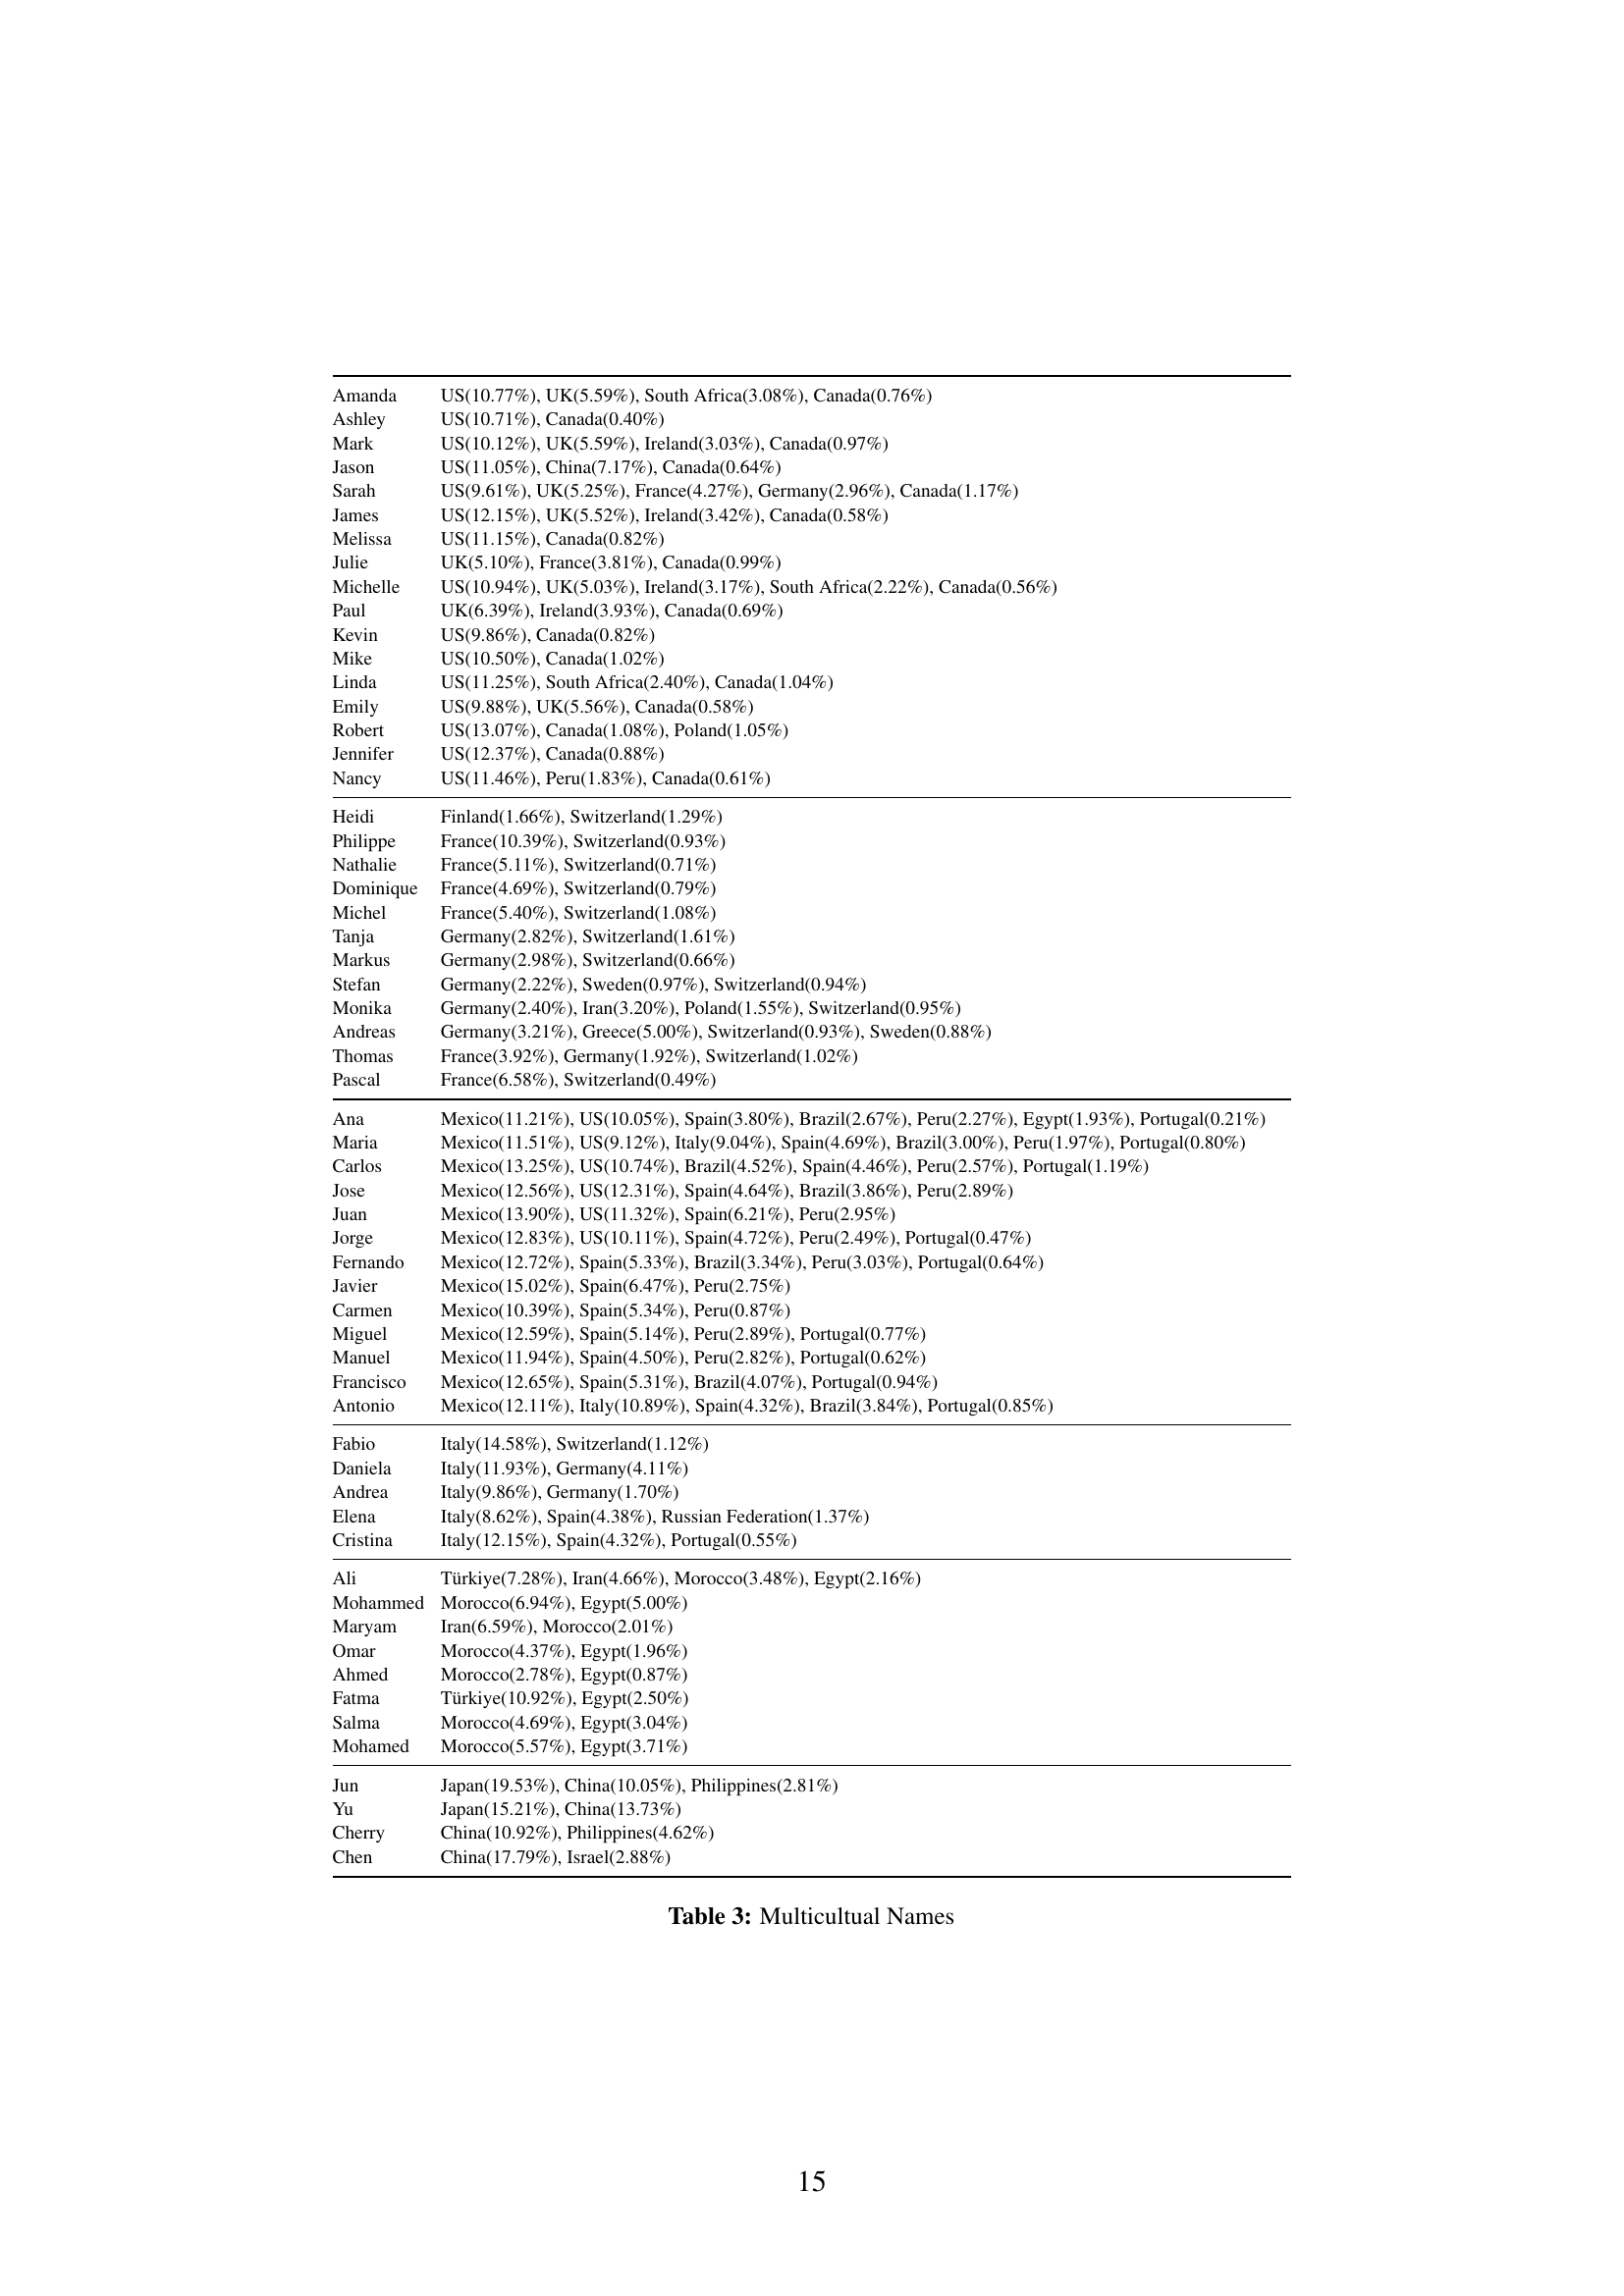 Amanda US(10.77%), UK(5.59%), South Africa(3.08%), Canada(0.76%)
Ashley US(10.71%), Canada(0.40%)
Mark US(10.12%), UK(5.59%), Ireland(3.03%), Canada(0.97%)
Jason US(11.05%), China(7.17%), Canada(0.64%)
Sarah US(9.61%), UK(5.25%), France(4.27%), Germany(2.96%), Canada(1.17%)
James US(12.15%), UK(5.52%), Ireland(3.42%), Canada(0.58%)
Melissa US(11.15%), Canada(0.82%)
Julie UK(5.10%), France(3.81%), Canada(0.99%)
Michelle US(10.94%), UK(5.03%), Ireland(3.17%), South Africa(2.22%), Canada(0.56%)
Paul UK(6.39%), Ireland(3.93%), Canada(0.69%)
Kevin US(9.86%), Canada(0.82%)
Mike US(10.50%), Canada(1.02%)
Linda US(11.25%), South Africa(2.40%), Canada(1.04%)
Emily US(9.88%), UK(5.56%), Canada(0.58%)
Robert US(13.07%), Canada(1.08%), Poland(1.05%)
Jennifer US(12.37%), Canada(0.88%)
Nancy US(11.46%), Peru(1.83%), Canada(0.61%)
Heidi Finland(1.66%), Switzerland(1.29%)
Philippe France(10.39%), Switzerland(0.93%)
Nathalie France(5.11%), Switzerland(0.71%)
Dominique France(4.69%), Switzerland(0.79%)
Michel France(5.40%), Switzerland(1.08%)
Tanja Germany(2.82%), Switzerland(1.61%)
Markus Germany(2.98%), Switzerland(0.66%)
Stefan Germany(2.22%), Sweden(0.97%), Switzerland(0.94%)
Monika Germany(2.40%), Iran(3.20%), Poland(1.55%), Switzerland(0.95%)
Andreas Germany(3.21%), Greece(5.00%), Switzerland(0.93%), Sweden(0.88%)
Thomas France(3.92%), Germany(1.92%), Switzerland(1.02%)
Pascal France(6.58%), Switzerland(0.49%)
Ana Mexico(11.21%), US(10.05%), Spain(3.80%), Brazil(2.67%), Peru(2.27%), Egypt(1.93%), Portugal(0.21%)
Maria Mexico(11.51%), US(9.12%), Italy(9.04%), Spain(4.69%), Brazil(3.00%), Peru(1.97%), Portugal(0.80%)
Carlos Mexico(13.25%), US(10.74%), Brazil(4.52%), Spain(4.46%), Peru(2.57%), Portugal(1.19%)
Jose Mexico(12.56%), US(12.31%), Spain(4.64%), Brazil(3.86%), Peru(2.89%)
Juan Mexico(13.90%), US(11.32%), Spain(6.21%), Peru(2.95%)
Jorge Mexico(12.83%), US(10.11%), Spain(4.72%), Peru(2.49%), Portugal(0.47%)
Fernando Mexico(12.72%), Spain(5.33%), Brazil(3.34%), Peru(3.03%), Portugal(0.64%)
Javier Mexico(15.02%), Spain(6.47%), Peru(2.75%)
Carmen Mexico(10.39%), Spain(5.34%), Peru(0.87%)
Miguel Mexico(12.59%), Spain(5.14%), Peru(2.89%), Portugal(0.77%)
Manuel Mexico(11.94%), Spain(4.50%), Peru(2.82%), Portugal(0.62%)
Francisco Mexico(12.65%), Spain(5.31%), Brazil(4.07%), Portugal(0.94%)
Antonio Mexico(12.11%), Italy(10.89%), Spain(4.32%), Brazil(3.84%), Portugal(0.85%)
Fabio Italy(14.58%), Switzerland(1.12%)
Daniela Italy(11.93%), Germany(4.11%)
Andrea Italy(9.86%), Germany(1.70%)
Elena Italy(8.62%), Spain(4.38%), Russian Federation(1.37%)
Cristina Italy(12.15%), Spain(4.32%), Portugal(0.55%)
Ali Türkiye(7.28%), Iran(4.66%), Morocco(3.48%), Egypt(2.16%)
Mohammed Morocco(6.94%), Egypt(5.00%)
Maryam Iran(6.59%), Morocco(2.01%)
Omar Morocco(4.37%), Egypt(1.96%)
Ahmed Morocco(2.78%), Egypt(0.87%)
Fatma Türkiye(10.92%), Egypt(2.50%)
Salma Morocco(4.69%), Egypt(3.04%)
Mohamed Morocco(5.57%), Egypt(3.71%)
Jun Japan(19.53%), China(10.05%), Philippines(2.81%)
Yu Japan(15.21%), China(13.73%)
Cherry China(10.92%), Philippines(4.62%)
Chen China(17.79%), Israel(2.88%)
Table 3: Multicultual Names
15